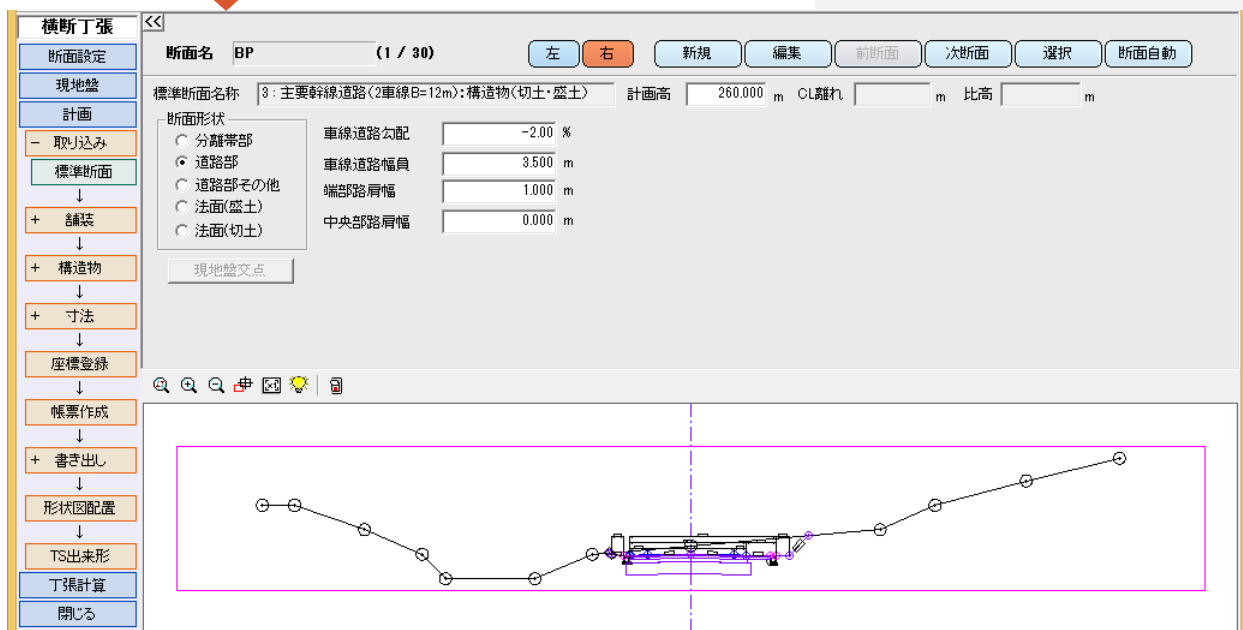 横断丁張
<<
断面設定
現地盤
計画
− 取り込み
標準断面
↓
+ 舗装
↓
+ 構造物
↓
+ 寸法
↓
座標登録
↓
帳票作成
↓
+ 書き出し
↓
形状図配置
↓
TS出来形
丁張計算
閉じる
断面名 BP (1 / 30) 左 右 新規 編集 前断面 次断面 選択 断面自動
標準断面名称 3:主要幹線道路(2車線B=12m):構造物(切土・盛土) 計画高 260.000 m CL離れ m 比高 m
断面形状
分離帯部
道路部
道路部その他
法面(盛土)
法面(切土)
車線道路勾配 -2.00 %
車線道路幅員 3.500 m
端部路肩幅 1.000 m
中央部路肩幅 0.000 m
現地盤交点